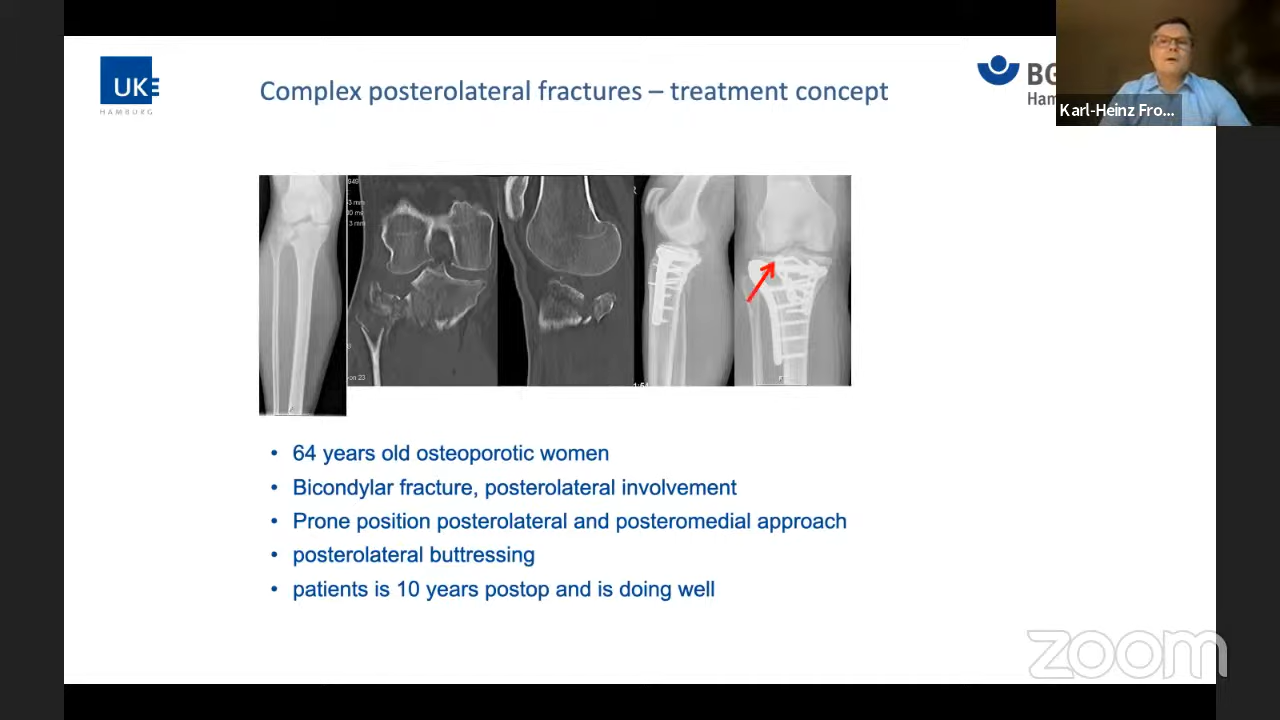 UKE
HAMBURG
Complex posterolateral fractures – treatment concept
BG
Ham
Karl-Heinz Fro...
64 years old osteoporotic women
Bicondylar fracture, posterolateral involvement
Prone position posterolateral and posteromedial approach
posterolateral buttressing
patients is 10 years postop and is doing well
zoom